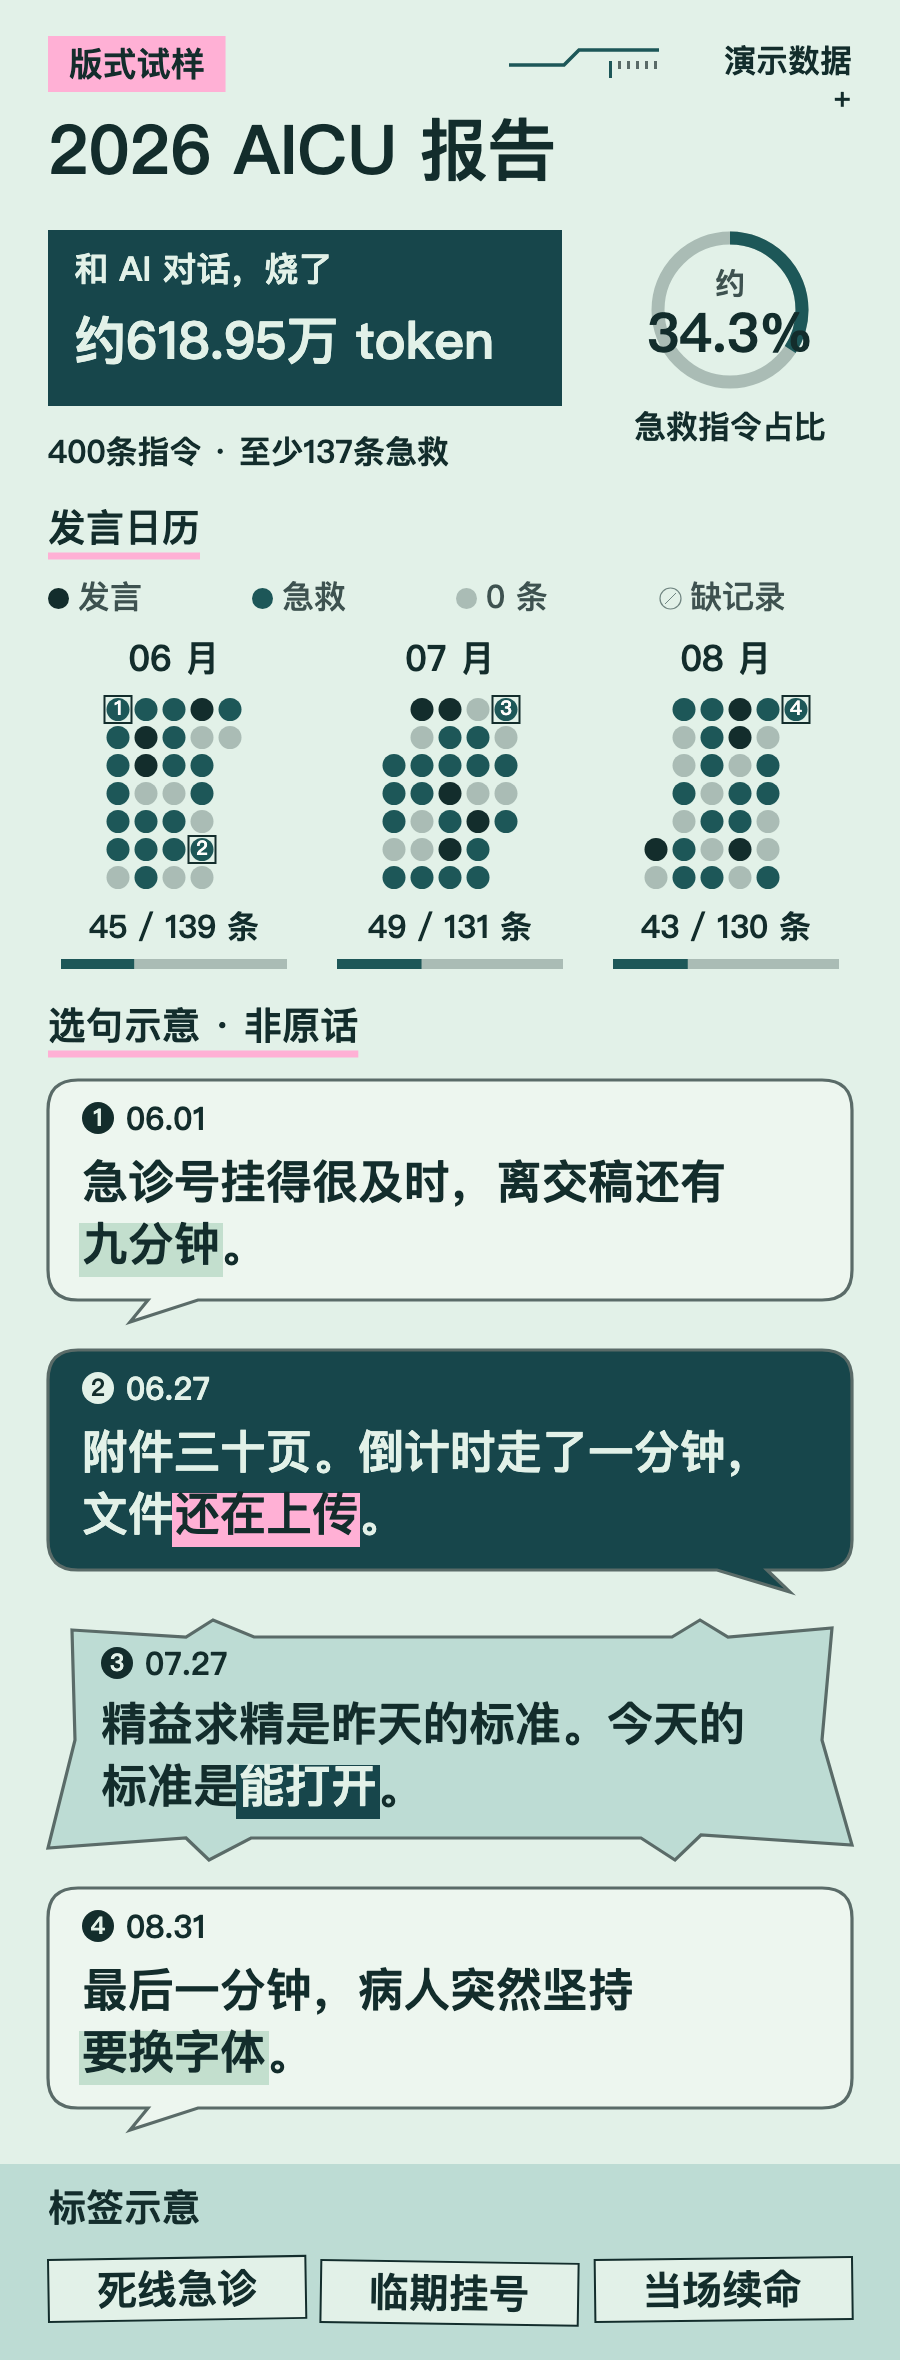 版式试样
演示数据
+
2026 AICU 报告
和 AI 对话，烧了
约618.95万 token
约
34.3%
急救指令占比
400条指令 · 至少137条急救
发言日历
发言
急救
0 条
缺记录
06 月
07 月
08 月
1
3
4
2
45 / 139 条
49 / 131 条
43 / 130 条
选句示意 · 非原话
1 06.01
急诊号挂得很及时，离交稿还有
九分钟。
2 06.27
附件三十页。倒计时走了一分钟，
文件还在上传。
3 07.27
精益求精是昨天的标准。今天的
标准是能打开。
4 08.31
最后一分钟，病人突然坚持
要换字体。
标签示意
死线急诊
临期挂号
当场续命